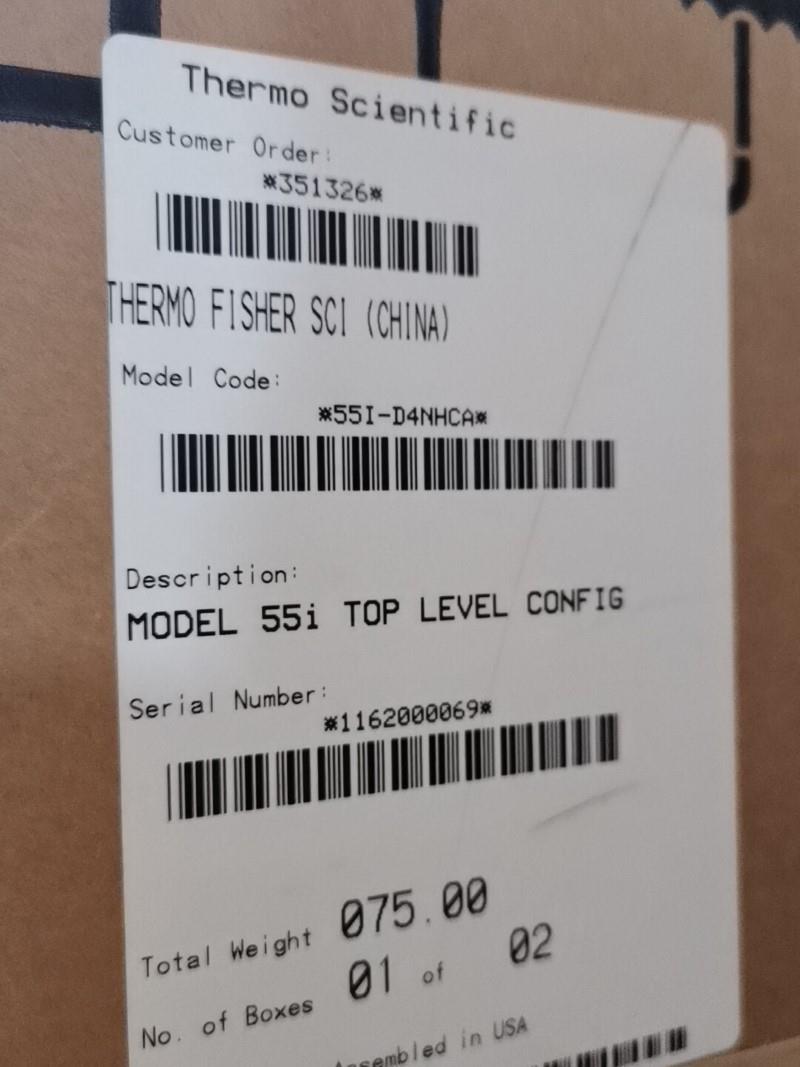 Thermo Scientific
Customer Order:
*351326*
THERMO FISHER SCI (CHINA)
Model Code:
*55I-D4NHCA*
Description:
MODEL 55i TOP LEVEL CONFIG
Serial Number:
*1162000069*
Total Weight 075.00
No. of Boxes 01 of 02
Assembled in USA